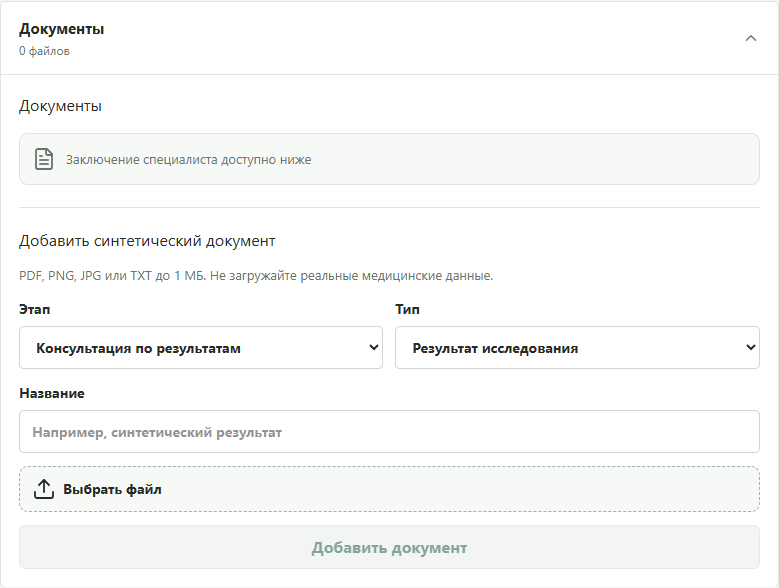 Документы
0 файлов
Документы
Заключение специалиста доступно ниже
Добавить синтетический документ
PDF, PNG, JPG или TXT до 1 МБ. Не загружайте реальные медицинские данные.
Этап
Тип
Консультация по результатам
Результат исследования
Название
Например, синтетический результат
Выбрать файл
Добавить документ